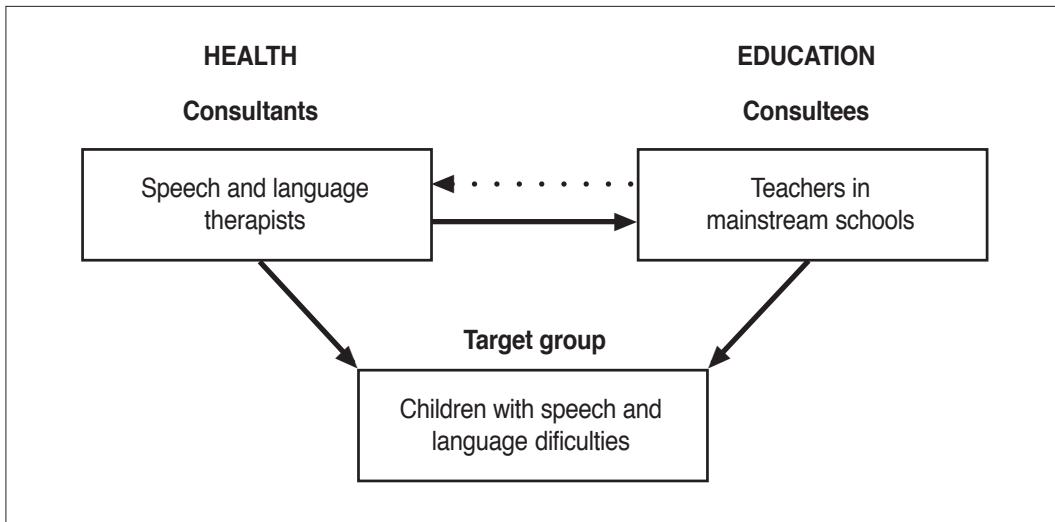 HEALTH
EDUCATION
Consultants
Consultees
Speech and language
therapists
Teachers in
mainstream schools
Target group
Children with speech and
language dificulties